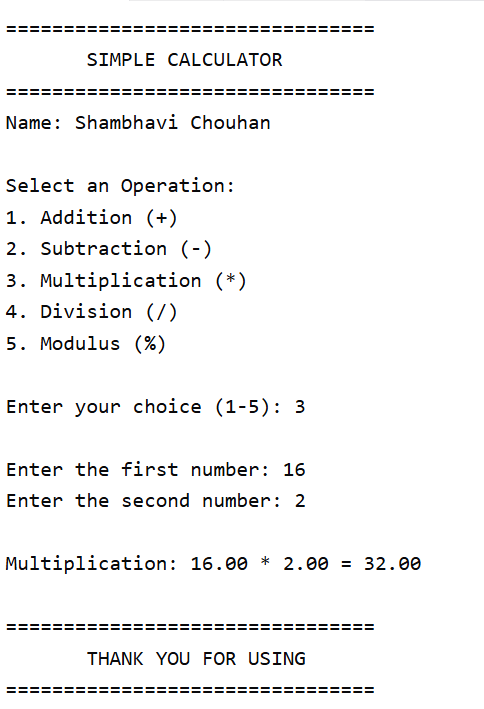 ================================
SIMPLE CALCULATOR
================================
Name: Shambhavi Chouhan
Select an Operation:
1. Addition (+)
2. Subtraction (-)
3. Multiplication (*)
4. Division (/)
5. Modulus (%)
Enter your choice (1-5): 3
Enter the first number: 16
Enter the second number: 2
Multiplication: 16.00 * 2.00 = 32.00
================================
THANK YOU FOR USING
================================